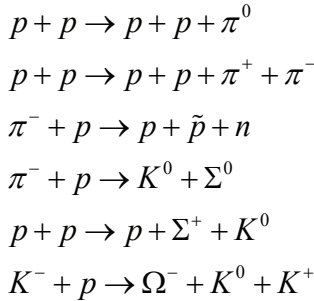 p + p → p + p + π⁰
p + p → p + p + π⁺ + π⁻
π⁻ + p → p + p̃ + n
π⁻ + p → K⁰ + Σ⁰
p + p → p + Σ⁺ + K⁰
K⁻ + p → Ω⁻ + K⁰ + K⁺